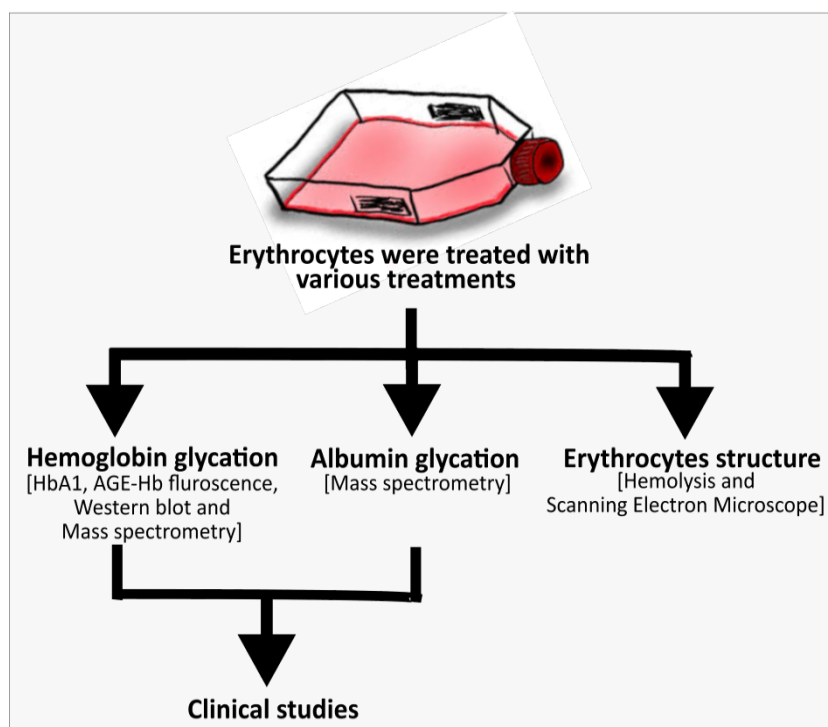 Erythrocytes were treated with
various treatments
Hemoglobin glycation
[HbA1, AGE-Hb fluroscence,
Western blot and
Mass spectrometry]
Albumin glycation
[Mass spectrometry]
Erythrocytes structure
[Hemolysis and
Scanning Electron Microscope]
Clinical studies